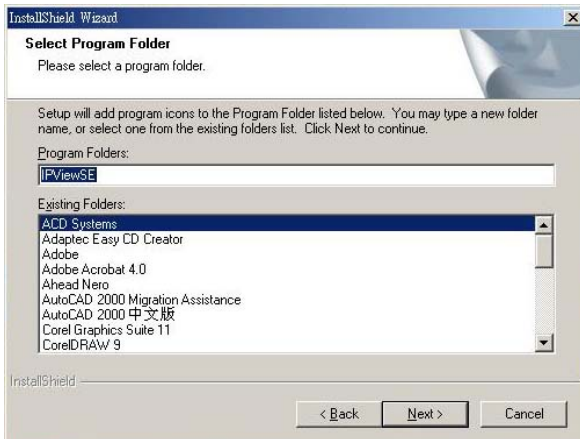 InstallShield Wizard
Select Program Folder
Please select a program folder.
Setup will add program icons to the Program Folder listed below. You may type a new folder
name, or select one from the existing folders list. Click Next to continue.
Program Folders:
IPViewSE
Existing Folders:
ACD Systems
Adaptec Easy CD Creator
Adobe
Adobe Acrobat 4.0
Ahead Nero
AutoCAD 2000 Migration Assistance
AutoCAD 2000 中文版
Corel Graphics Suite 11
CorelDRAW 9
InstallShield
< Back
Next >
Cancel